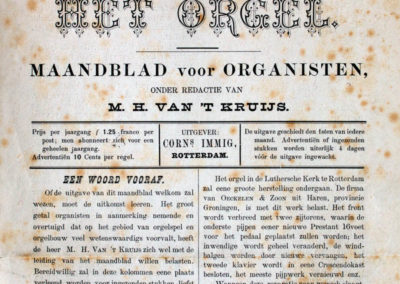 HET ORGEL.
MAANDBLAD voor ORGANISTEN,
ONDER REDACTIE VAN
M. H. VAN 'T KRUIJS.
Prijs per jaargang f 1.25 franco per
post; men abonneert zich voor een
geheelen jaargang.
Advertentiën 10 Cents per regel.
UITGEVER:
CORNs. IMMIG,
ROTTERDAM.
De uitgave geschiedt den 1sten van iedere
maand. Advertentiën of ingezonden
stukken worden uiterlijk 4 dagen
vóór de uitgave ingewacht.
EEN WOORD VOORAF.
Of de uitgave van dit maandblad welkom zal
wezen, moet de uitkomst leeren. Het groot
getal organisten in aanmerking nemende en
overtuigd dat op het gebied van orgelspel en
orgelbouw veel wetenswaardigs voorvalt, heeft
de heer M. H. VAN 'T KRUIJS zich wel met de
leiding van het maandblad willen belasten.
Bereidwillig zal in deze kolommen eene plaats
Het orgel in de Luthersche Kerk te Rotterdam
zal eene groote herstelling ondergaan. De firma
VAN OECKELEN & ZOON uit Haren, provincie
Groningen, is met dit werk belast. Het front
wordt verbreed met twee zijtorens, waarin de
onderste pijpen eener nieuwe Prestant 16voet
voor het pedaal geplaatst zullen worden; het
inwendige wordt geheel veranderd, de wind-
balgen worden door nieuwe vervangen, het
tweede klavier wordt in eene Crescendokast
besloten, het meeste pijpwerk vernieuwd enz.